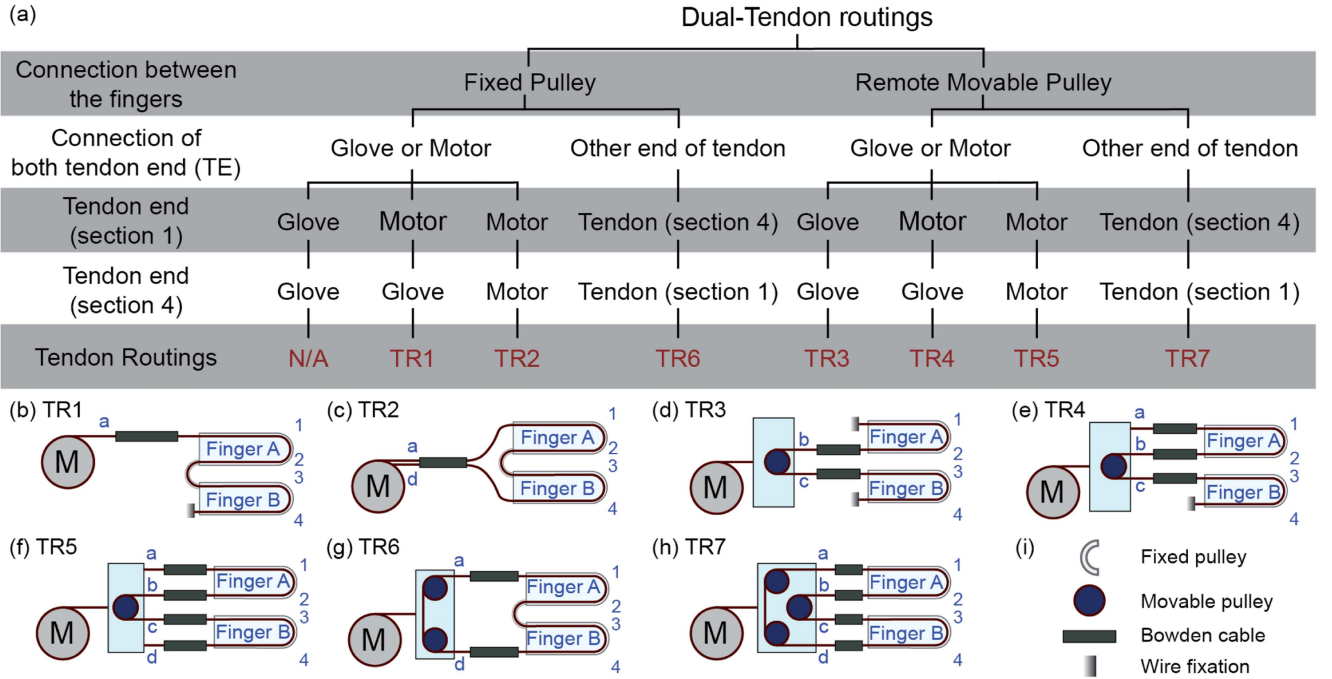 (a)
Dual-Tendon routings
Connection between
the fingers
Fixed Pulley
Remote Movable Pulley
Connection of
both tendon end (TE)
Glove or Motor
Other end of tendon
Glove or Motor
Other end of tendon
Tendon end
(section 1)
Glove
Motor
Motor
Tendon (section 4)
Glove
Motor
Motor
Tendon (section 4)
Tendon end
(section 4)
Glove
Glove
Motor
Tendon (section 1)
Glove
Glove
Motor
Tendon (section 1)
Tendon Routings
N/A
TR1
TR2
TR6
TR3
TR4
TR5
TR7
(b) TR1
a
M
Finger A
Finger B
1
2
3
4
(c) TR2
a
d
M
Finger A
Finger B
1
2
3
4
(d) TR3
M
b
c
Finger A
Finger B
1
2
3
4
(e) TR4
M
a
b
c
Finger A
Finger B
1
2
3
4
(f) TR5
M
a
b
c
d
Finger A
Finger B
1
2
3
4
(g) TR6
M
a
d
Finger A
Finger B
1
2
3
4
(h) TR7
M
a
b
c
d
Finger A
Finger B
1
2
3
4
(i)
Fixed pulley
Movable pulley
Bowden cable
Wire fixation